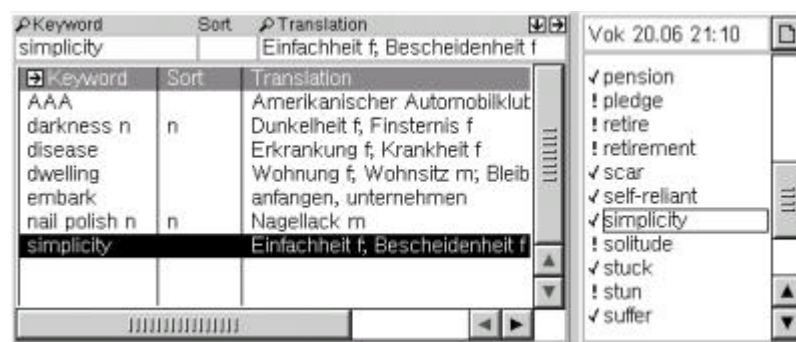 Keyword Sort Translation
simplicity Einfachheit f; Bescheidenheit f
Keyword Sort Translation
AAA Amerikanischer Automobilklub
darkness n n Dunkelheit f; Finsternis f
disease Erkrankung f; Krankheit f
dwelling Wohnung f; Wohnsitz m; Bleib
embark anfangen, unternehmen
nail polish n n Nagellack m
simplicity Einfachheit f; Bescheidenheit f
Vok 20.06 21:10
✓ pension
! pledge
! retire
! retirement
✓ scar
✓ self-reliant
✓ simplicity
! solitude
✓ stuck
! stun
✓ suffer